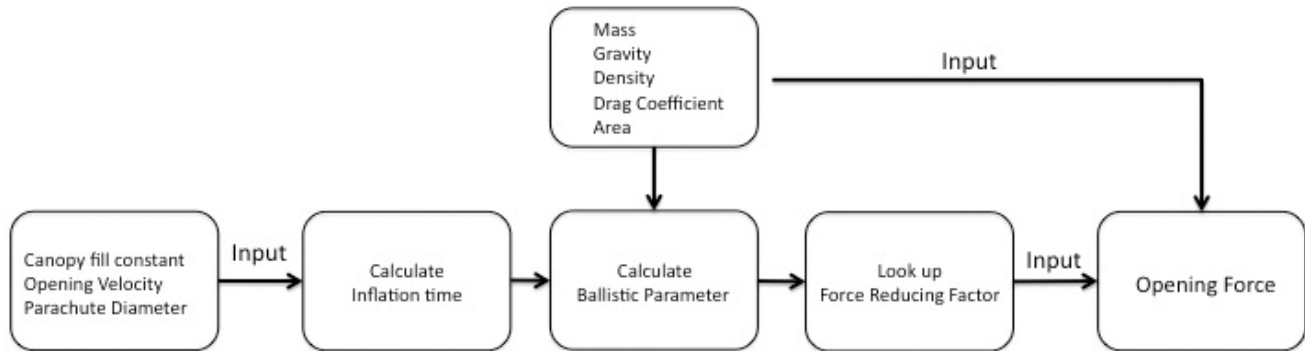 Mass
Gravity
Density
Drag Coefficient
Area
Input
Canopy fill constant
Opening Velocity
Parachute Diameter
Input
Calculate
Inflation time
Calculate
Ballistic Parameter
Look up
Force Reducing Factor
Input
Opening Force